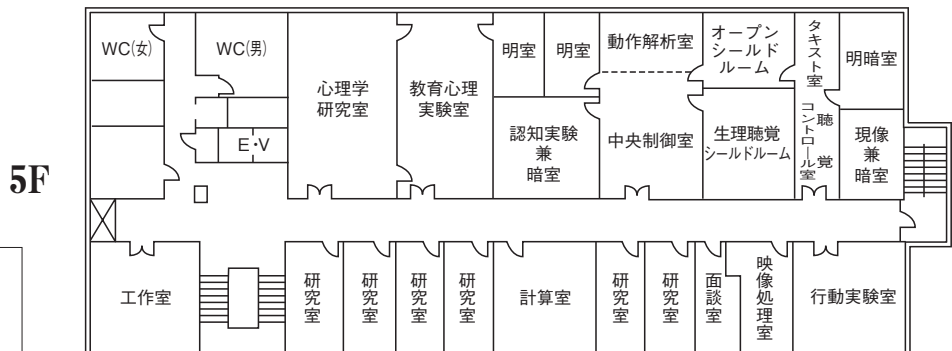 5F
WC(女)
WC(男)
E・V
心理学
研究室
教育心理
実験室
明室
明室
認知実験
兼
暗室
動作解析室
中央制御室
オープン
シールド
ルーム
生理聴覚
シールドルーム
タキスト室
聴覚
コントロール室
明暗室
現像
兼
暗室
工作室
研究室
研究室
研究室
研究室
計算室
研究室
研究室
面談室
映像処理室
行動実験室